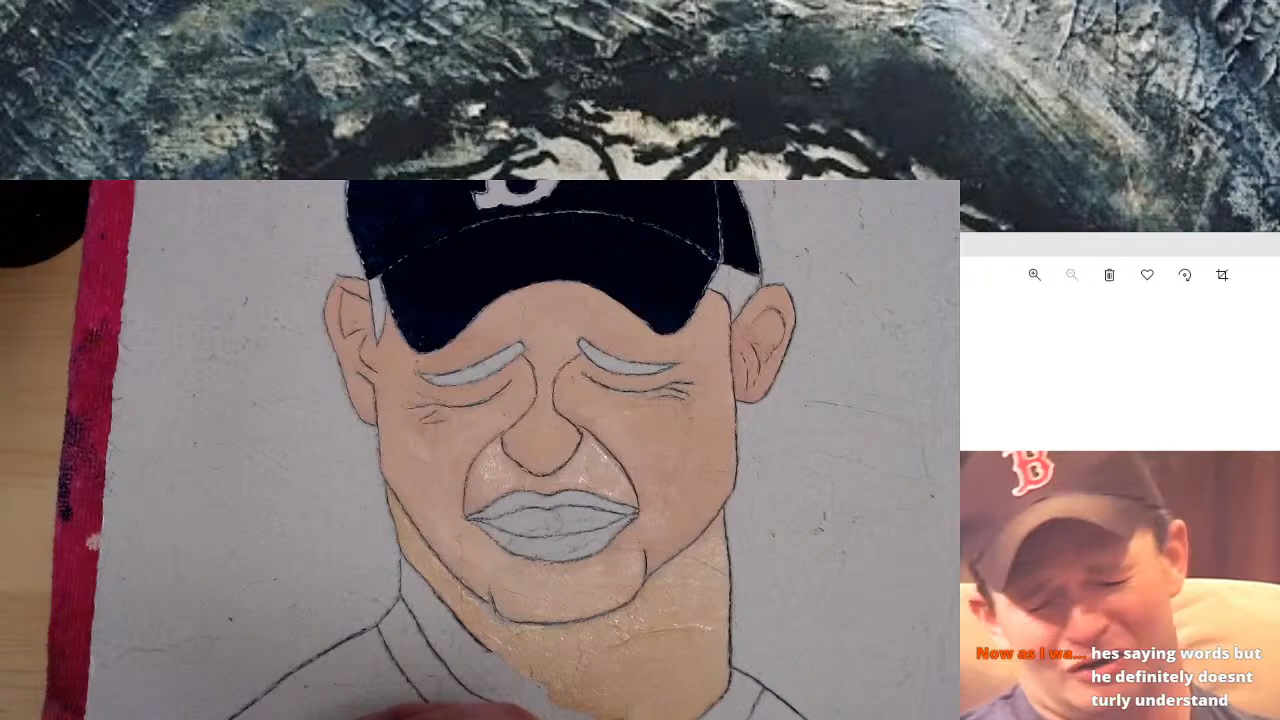 B
B
Now as I wa... hes saying words but
he definitely doesnt
turly understand